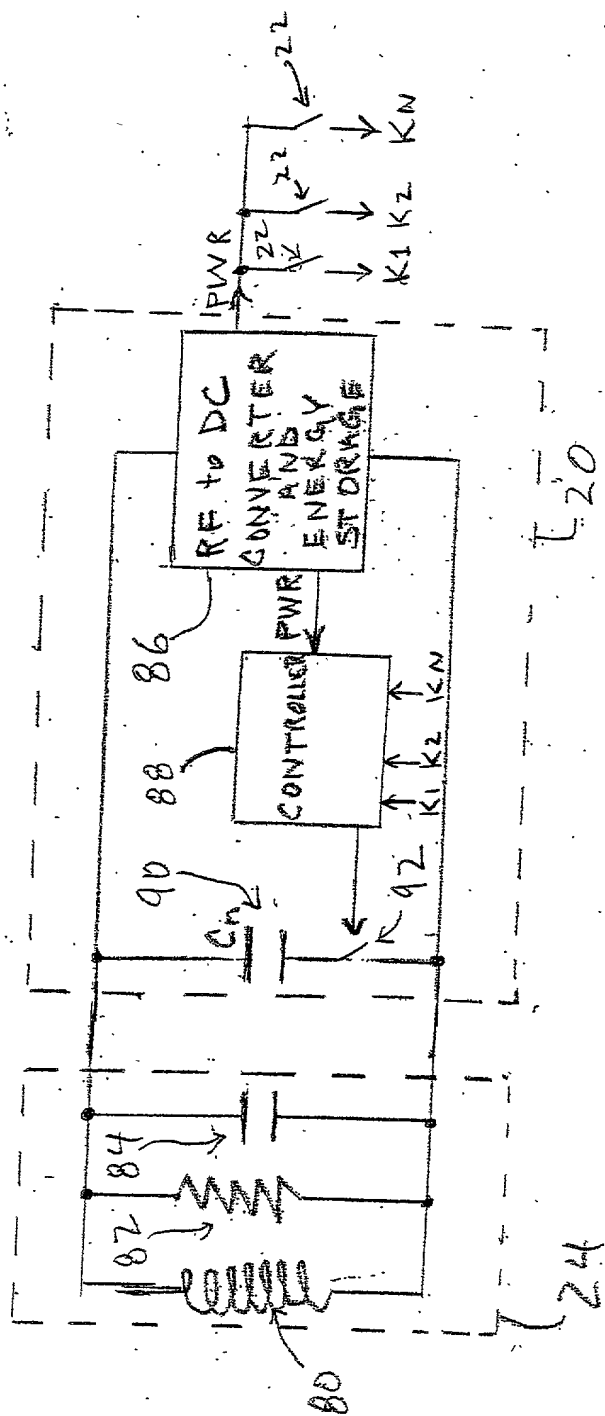 80
82
84
24
Cn
90
92
88
CONTROLLER
K1
K2
KN
PWR
86
RF to DC
CONVERTER
AND
ENERGY
STORAGE
20
PWR
22
22
22
K1
K2
KN